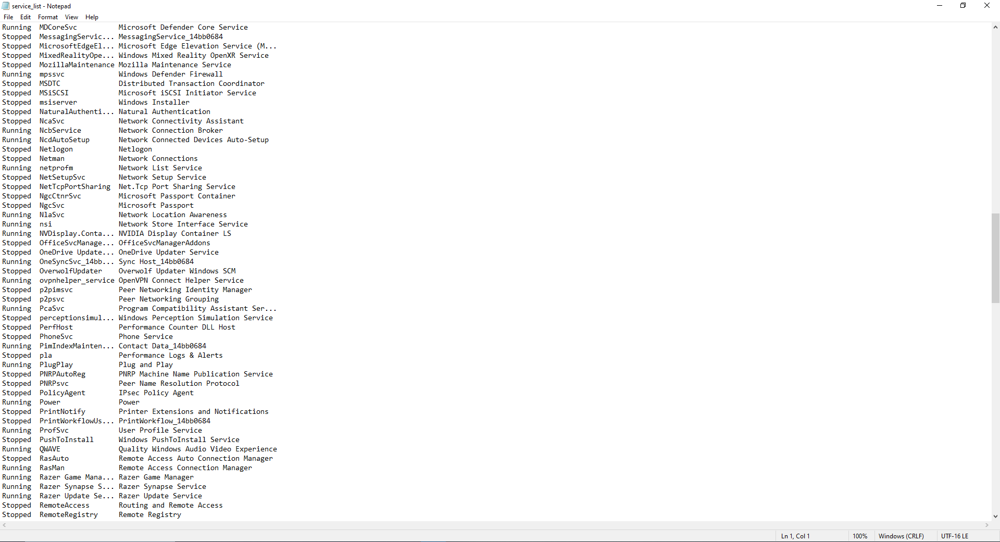 service_list - Notepad
File Edit Format View Help
Running  MDCoreSvc          Microsoft Defender Core Service
Stopped  MessagingServic... MessagingService_14bb0684
Stopped  MicrosoftEdgeEl... Microsoft Edge Elevation Service (M...
Stopped  MixedRealityOpe... Windows Mixed Reality OpenXR Service
Stopped  MozillaMaintenance Mozilla Maintenance Service
Running  mpssvc             Windows Defender Firewall
Stopped  MSDTC              Distributed Transaction Coordinator
Stopped  MSiSCSI            Microsoft iSCSI Initiator Service
Stopped  msiserver          Windows Installer
Stopped  NaturalAuthenti... Natural Authentication
Stopped  NcaSvc             Network Connectivity Assistant
Running  NcbService         Network Connection Broker
Running  NcdAutoSetup       Network Connected Devices Auto-Setup
Stopped  Netlogon           Netlogon
Stopped  Netman             Network Connections
Running  netprofm           Network List Service
Stopped  NetSetupSvc        Network Setup Service
Stopped  NetTcpPortSharing  Net.Tcp Port Sharing Service
Stopped  NgcCtnrSvc         Microsoft Passport Container
Stopped  NgcSvc             Microsoft Passport
Running  NlaSvc             Network Location Awareness
Running  nsi                Network Store Interface Service
Running  NVDisplay.Conta... NVIDIA Display Container LS
Stopped  OfficeSvcManage... OfficeSvcManagerAddons
Stopped  OneDrive Update... OneDrive Updater Service
Running  OneSyncSvc_14bb... Sync Host_14bb0684
Stopped  OverwolfUpdater    Overwolf Updater Windows SCM
Running  ovpnhelper_service OpenVPN Connect Helper Service
Stopped  p2pimsvc           Peer Networking Identity Manager
Stopped  p2psvc             Peer Networking Grouping
Running  PcaSvc             Program Compatibility Assistant Ser...
Stopped  perceptionsimul... Windows Perception Simulation Service
Stopped  PerfHost           Performance Counter DLL Host
Stopped  PhoneSvc           Phone Service
Running  PimIndexMainten... Contact Data_14bb0684
Stopped  pla                Performance Logs & Alerts
Running  PlugPlay           Plug and Play
Stopped  PNRPAutoReg        PNRP Machine Name Publication Service
Stopped  PNRPsvc            Peer Name Resolution Protocol
Stopped  PolicyAgent        IPsec Policy Agent
Running  Power              Power
Stopped  PrintNotify        Printer Extensions and Notifications
Stopped  PrintWorkflowUs... PrintWorkflow_14bb0684
Running  ProfSvc            User Profile Service
Stopped  PushToInstall      Windows PushToInstall Service
Running  QWAVE              Quality Windows Audio Video Experience
Stopped  RasAuto            Remote Access Auto Connection Manager
Running  RasMan             Remote Access Connection Manager
Running  Razer Game Mana... Razer Game Manager
Running  Razer Synapse S... Razer Synapse Service
Running  Razer Update Se... Razer Update Service
Stopped  RemoteAccess       Routing and Remote Access
Stopped  RemoteRegistry     Remote Registry
Ln 1, Col 1 100% Windows (CRLF) UTF-16 LE